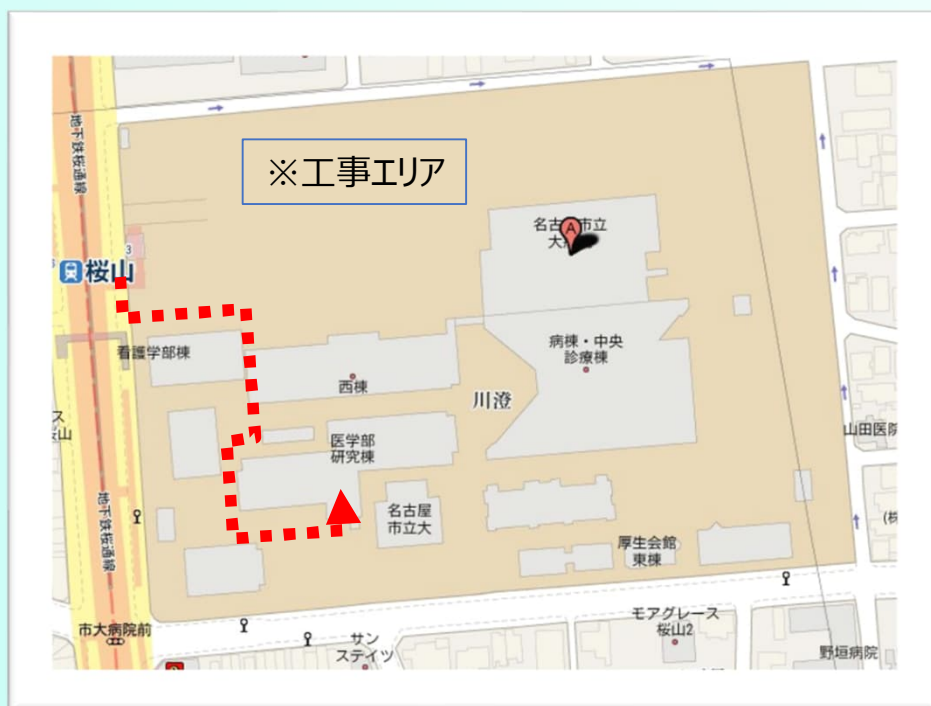 地下鉄桜通線
※工事エリア
名古屋市立
A
3
桜山
看護学部棟
病棟・中央
診療棟
西棟
川澄
山田医院
医学部
研究棟
名古屋
市立大
地下鉄桜通線
(株
厚生会館
東棟
モアグレース
桜山2
市大病院前
サン
ステイツ
野垣病院